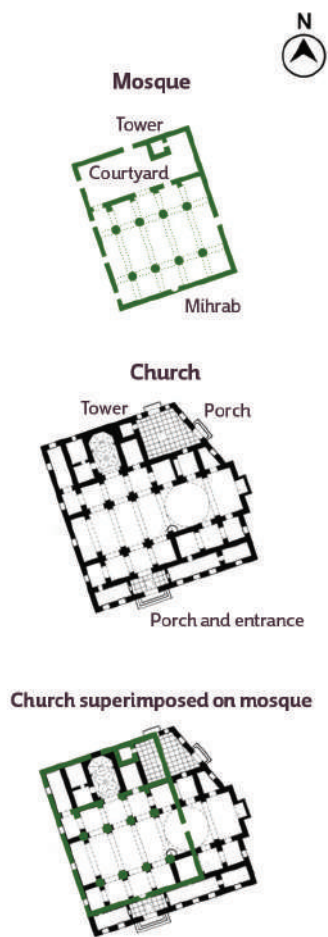 N
Mosque
Tower
Courtyard
Mihrab
Church
Tower
Porch
Porch and entrance
Church superimposed on mosque